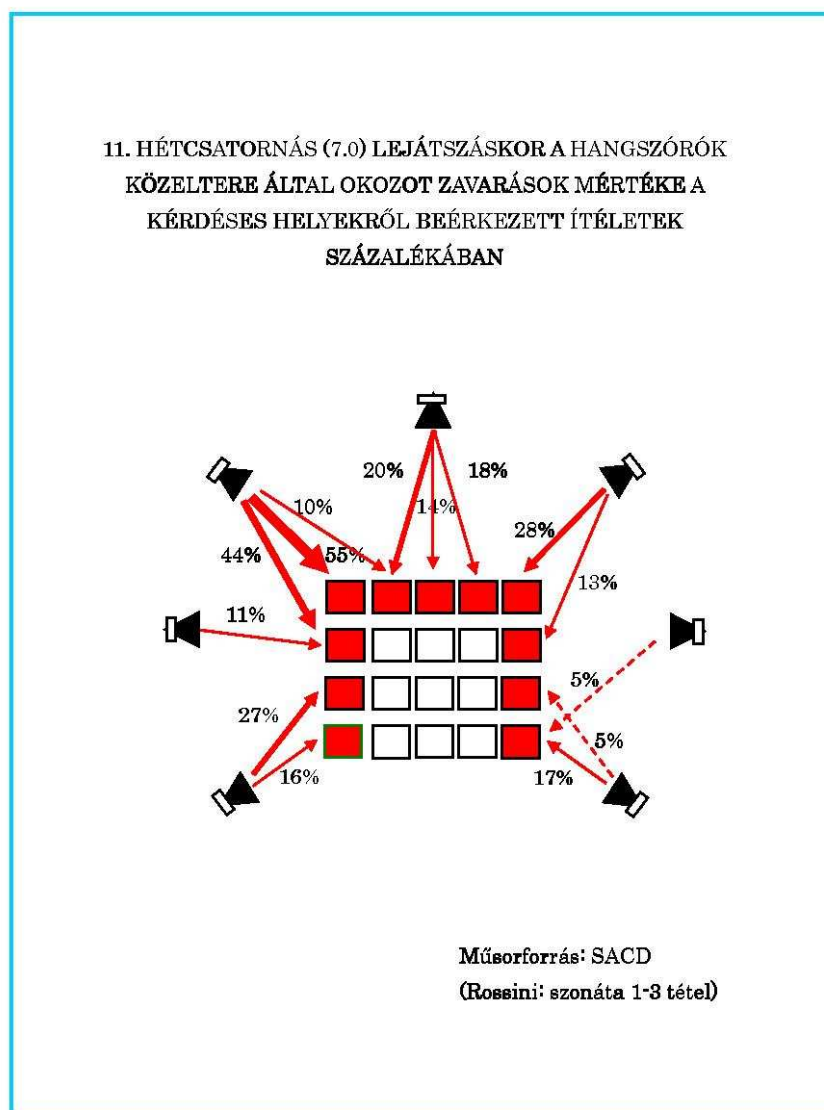 11. HÉTCSATORNÁS (7.0) LEJÁTSZÁSKOR A HANGSZÓRÓK
KÖZELTERE ÁLTAL OKOZOT ZAVARÁSOK MÉRTÉKE A
KÉRDÉSES HELYEKRŐL BEÉRKEZETT ÍTÉLETEK
SZÁZALÉKÁBAN
20%
18%
10%
14%
28%
44%
55%
13%
11%
5%
27%
5%
16%
17%
Műsorforrás: SACD
(Rossini: szonáta 1-3 tétel)